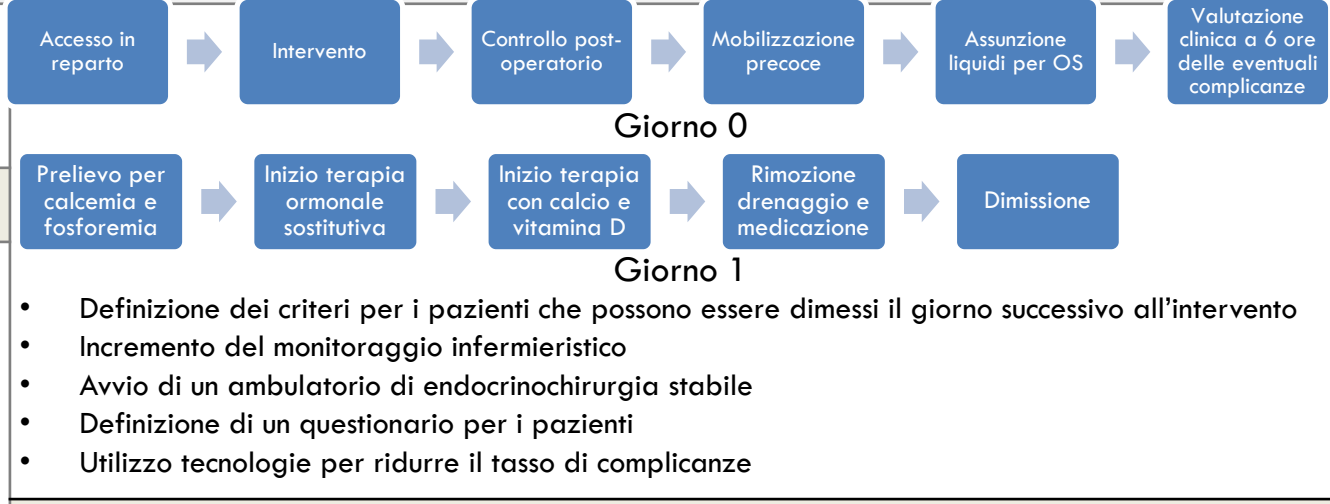 Accesso in
reparto
Intervento
Controllo post-
operatorio
Mobilizzazione
precoce
Assunzione
liquidi per OS
Valutazione
clinica a 6 ore
delle eventuali
complicanze
Giorno 0
Prelievo per
calcemia e
fosforemia
Inizio terapia
ormonale
sostitutiva
Inizio terapia
con calcio e
vitamina D
Rimozione
drenaggio e
medicazione
Dimissione
Giorno 1
• Definizione dei criteri per i pazienti che possono essere dimessi il giorno successivo all’intervento
• Incremento del monitoraggio infermieristico
• Avvio di un ambulatorio di endocrinochirurgia stabile
• Definizione di un questionario per i pazienti
• Utilizzo tecnologie per ridurre il tasso di complicanze